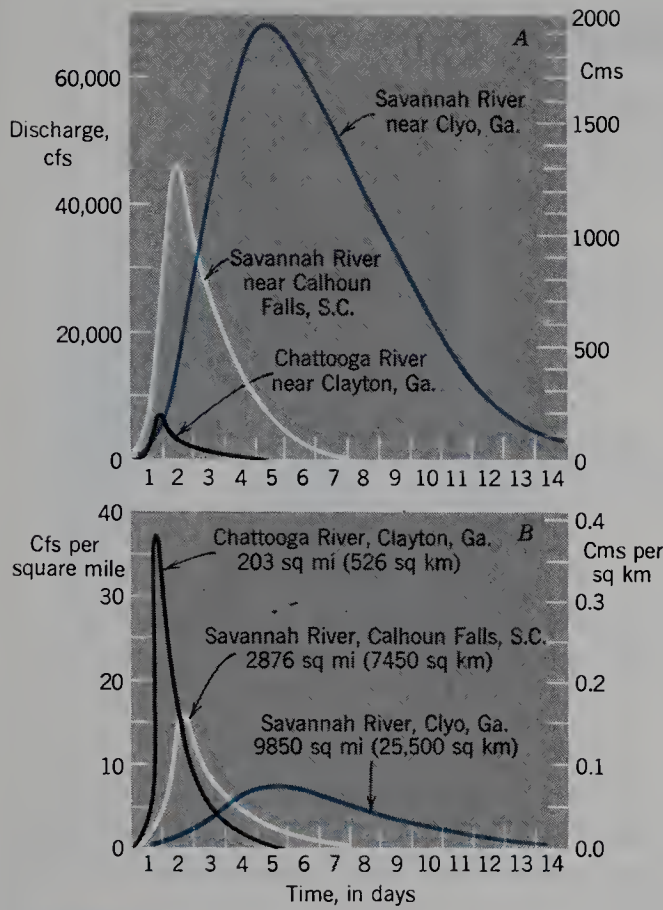 A
2000
Cms
60,000
Savannah River
near Clyo, Ga.
1500
Discharge,
cfs
40,000
1000
Savannah River
near Calhoun
Falls, S.C.
20,000
Chattooga River
near Clayton, Ga.
500
0
0
1 2 3 4 5 6 7 8 9 10 11 12 13 14
40
B
Cfs per
square mile
Chattooga River, Clayton, Ga.
203 sq mi (526 sq km)
0.4
Cms per
sq km
30
0.3
Savannah River, Calhoun Falls, S.C.
2876 sq mi (7450 sq km)
20
0.2
Savannah River, Clyo, Ga.
9850 sq mi (25,500 sq km)
10
0.1
0
0.0
1 2 3 4 5 6 7 8 9 10 11 12 13 14
Time, in days